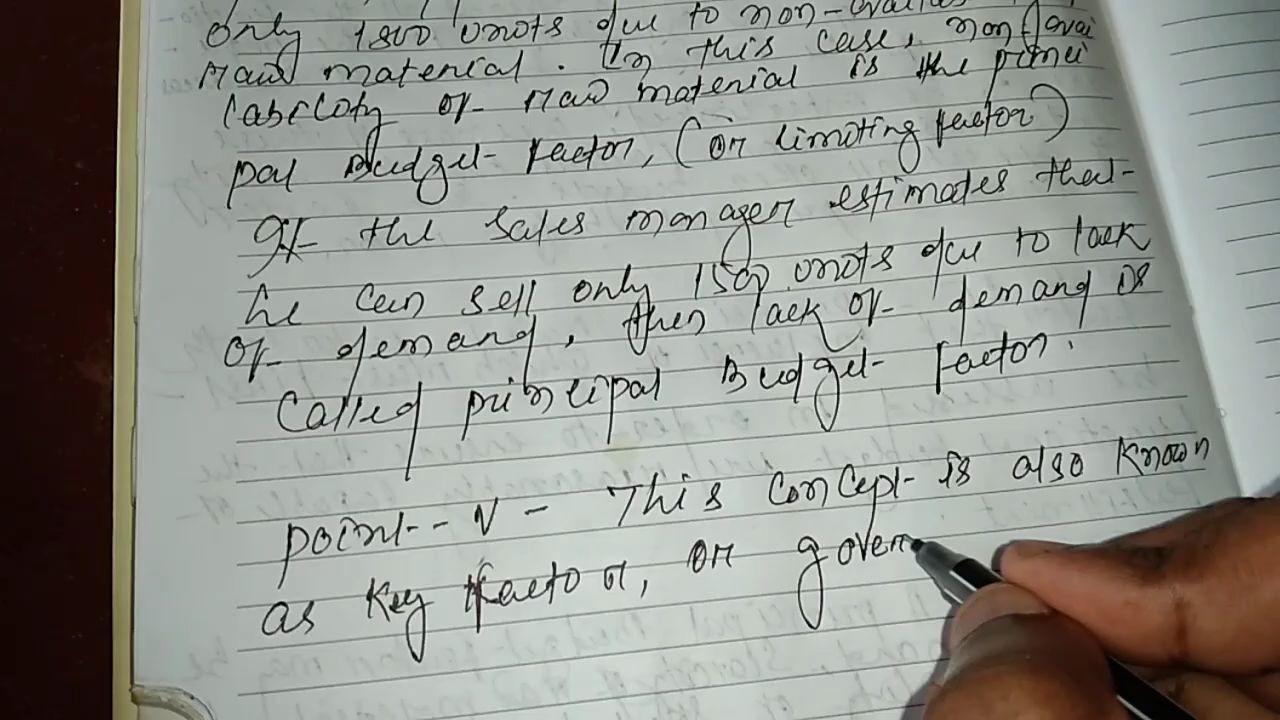 only 1800 units due to non-avai
raw material. In this case, non avai
lability of raw material is the princi
pal Budget Factor, (or limiting factor)
If the sales manager estimates that
he can sell only 1500 units due to lack
of demand, then lack of demand is
called principal Budget Factor.
Point - V - This concept is also known
as Key factor, or govern